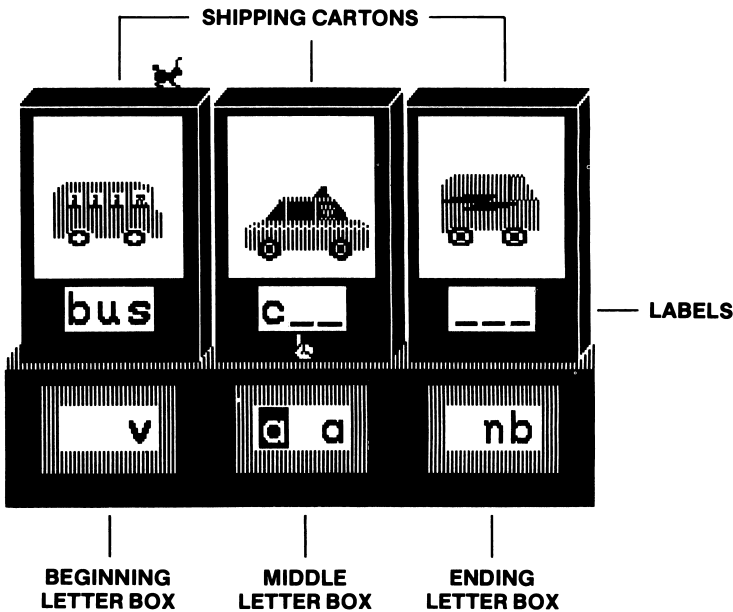 SHIPPING CARTONS
bus
c__
___
LABELS
v
a a
nb
BEGINNING
LETTER BOX
MIDDLE
LETTER BOX
ENDING
LETTER BOX